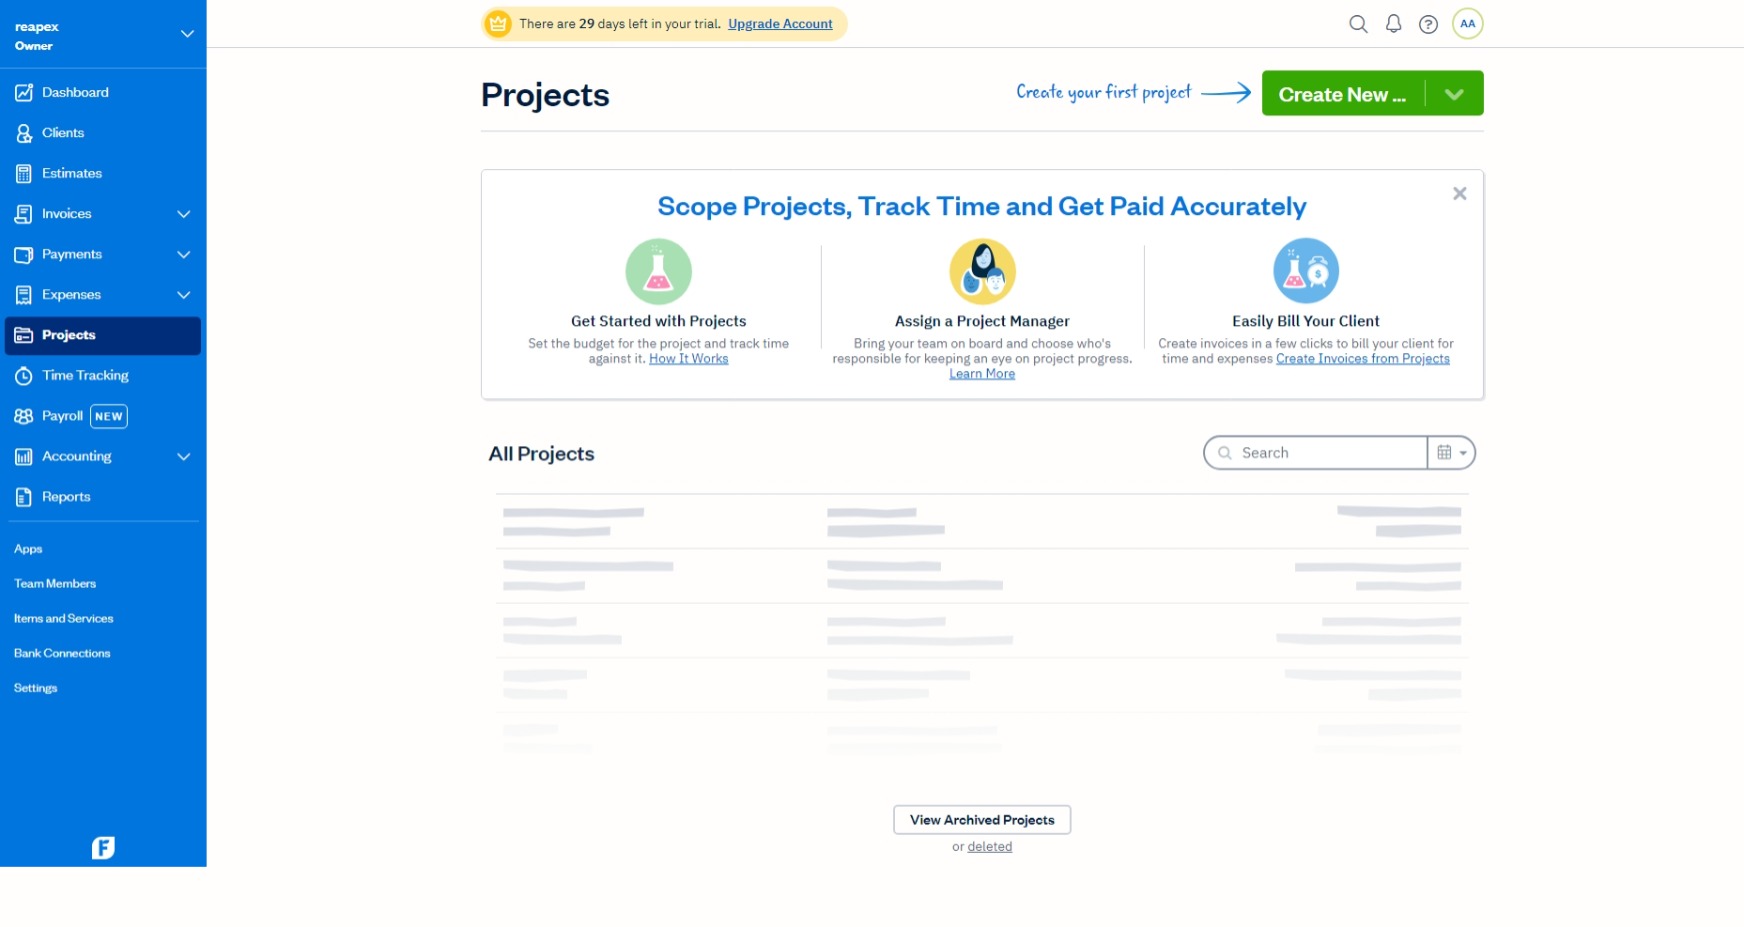 reapex
Owner
Dashboard
Clients
Estimates
Invoices
Payments
Expenses
Projects
Time Tracking
Payroll NEW
Accounting
Reports
Apps
Team Members
Items and Services
Bank Connections
Settings
F
There are 29 days left in your trial. Upgrade Account
?
AA
Projects
Create your first project
Create New ...
Scope Projects, Track Time and Get Paid Accurately
Get Started with Projects
Set the budget for the project and track time
against it. How It Works
Assign a Project Manager
Bring your team on board and choose who's
responsible for keeping an eye on project progress.
Learn More
$
Easily Bill Your Client
Create invoices in a few clicks to bill your client for
time and expenses Create Invoices from Projects
All Projects
Search
View Archived Projects
or deleted